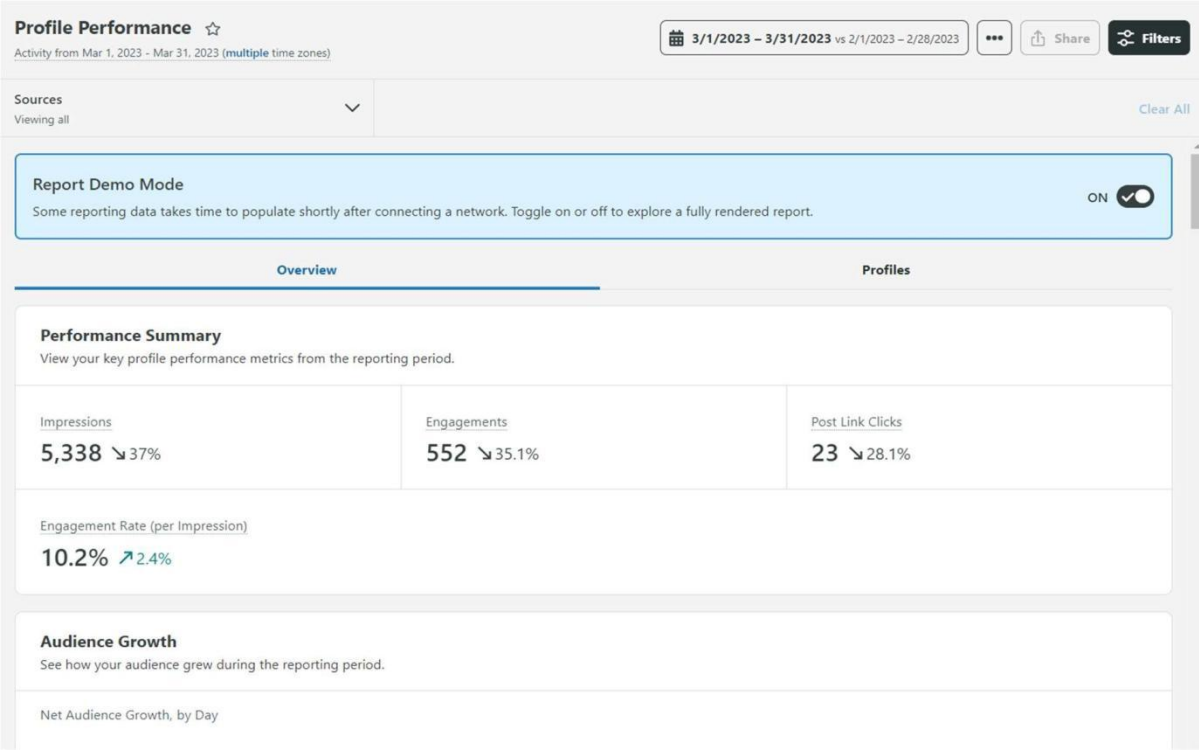 Profile Performance
Activity from Mar 1, 2023 - Mar 31, 2023 (multiple time zones)
3/1/2023 – 3/31/2023 vs 2/1/2023 – 2/28/2023
Share
Filters
Sources
Viewing all
Clear All
Report Demo Mode
Some reporting data takes time to populate shortly after connecting a network. Toggle on or off to explore a fully rendered report.
ON
Overview
Profiles
Performance Summary
View your key profile performance metrics from the reporting period.
Impressions
5,338 ↘37%
Engagements
552 ↘35.1%
Post Link Clicks
23 ↘28.1%
Engagement Rate (per Impression)
10.2% ↗2.4%
Audience Growth
See how your audience grew during the reporting period.
Net Audience Growth, by Day